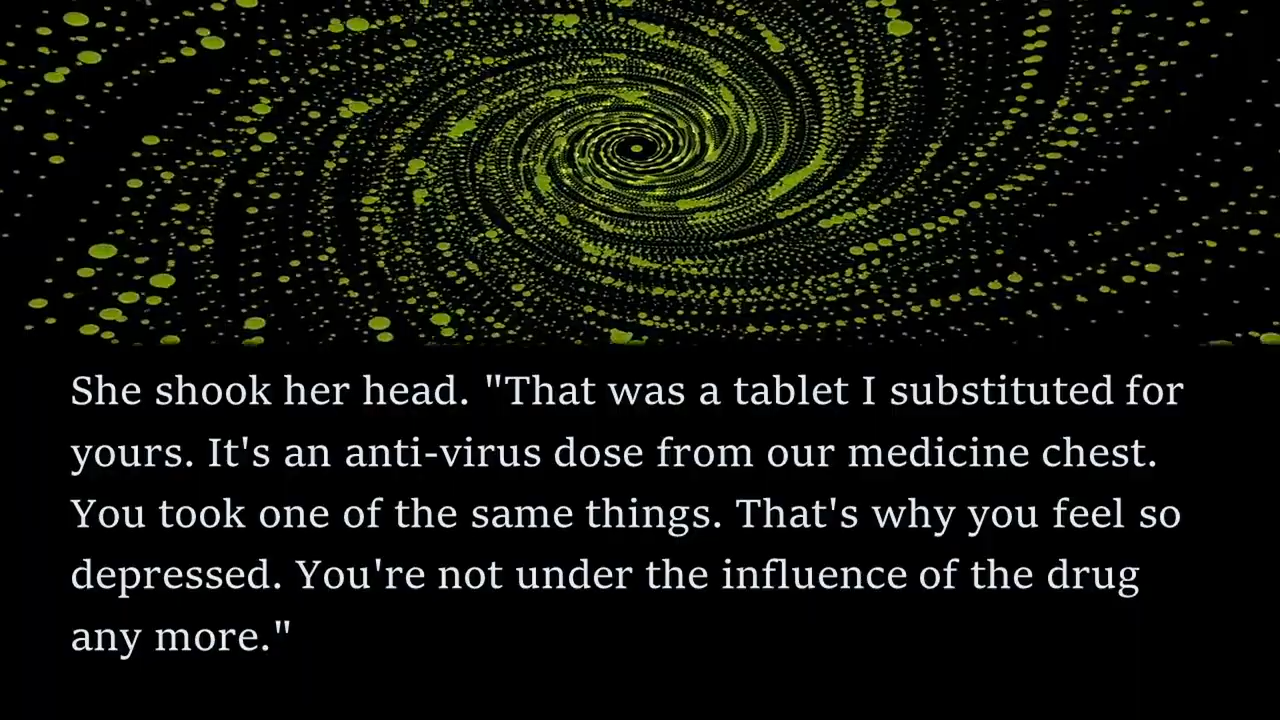 She shook her head. "That was a tablet I substituted for
yours. It's an anti-virus dose from our medicine chest.
You took one of the same things. That's why you feel so
depressed. You're not under the influence of the drug
any more."